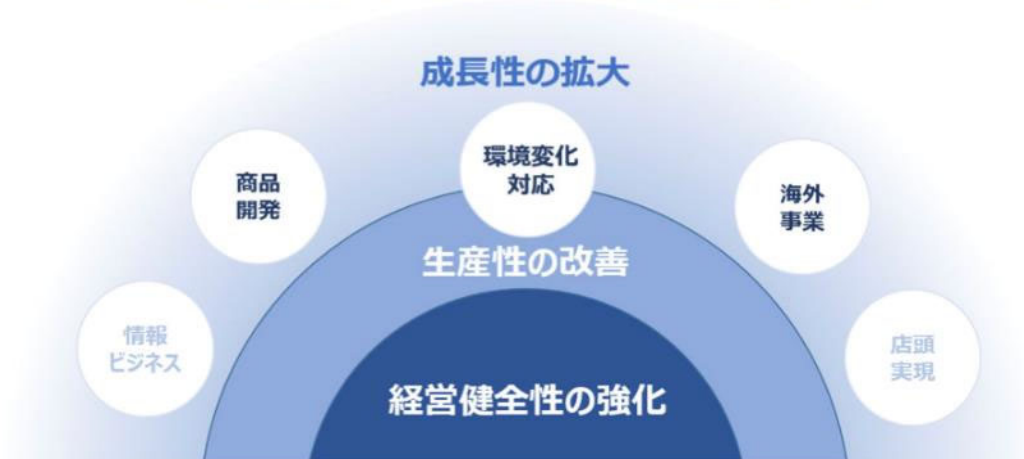 成長性の拡大
環境変化
対応
商品
開発
海外
事業
生産性の改善
情報
ビジネス
店頭
実現
経営健全性の強化